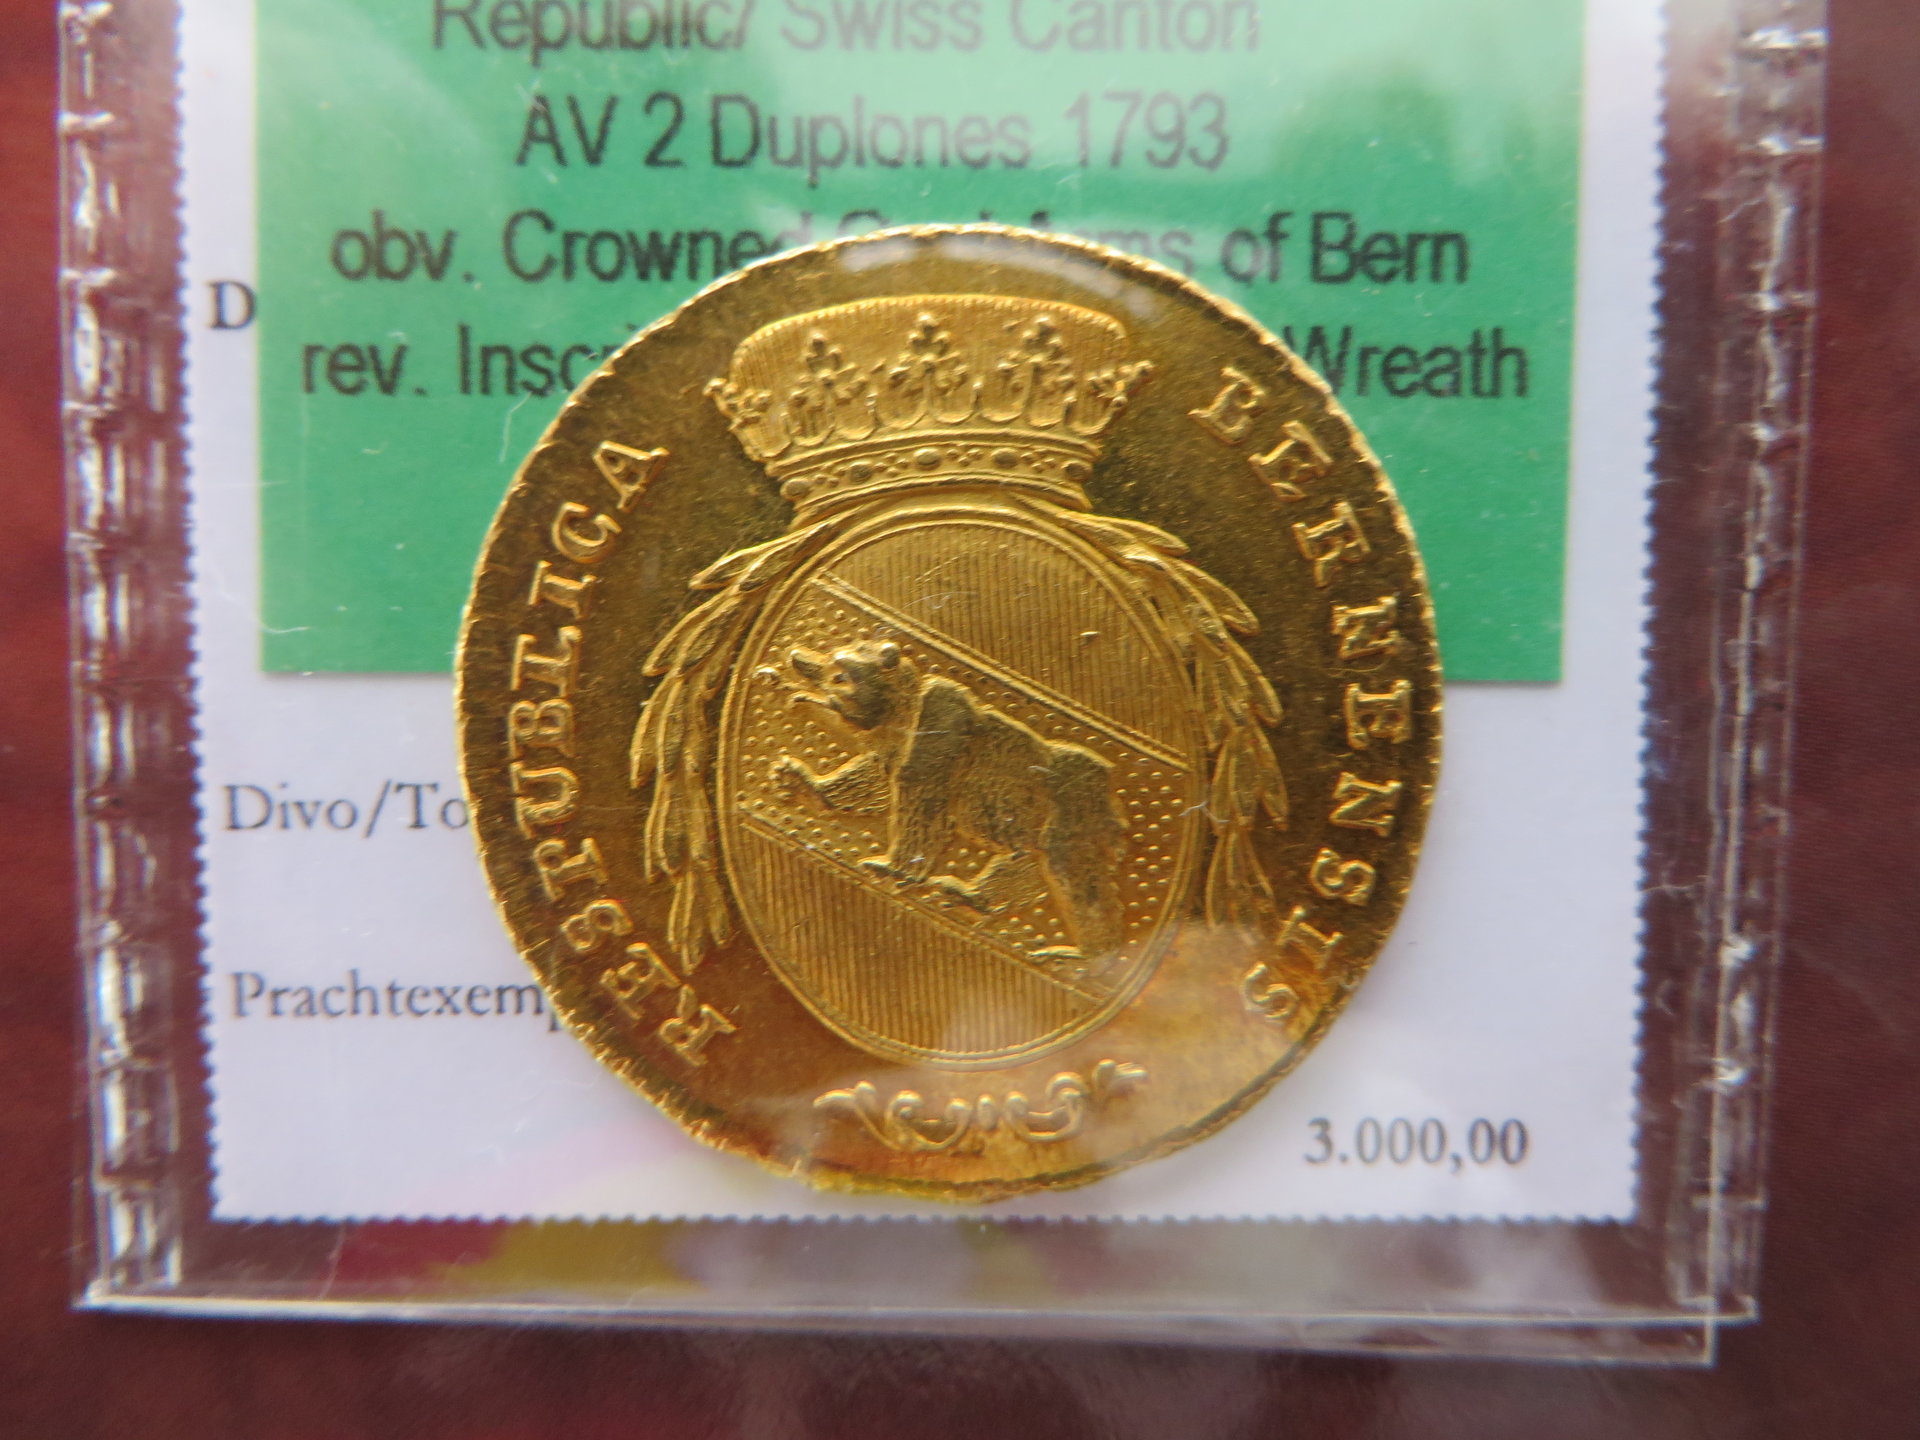 Republic/ Swiss Canton
AV 2 Duplones 1793
obv. Crowned of Bern
rev. Wreath
D
RESPUBLICA BERNENSIS
Divo/To
Prachtexemp
3.000,00